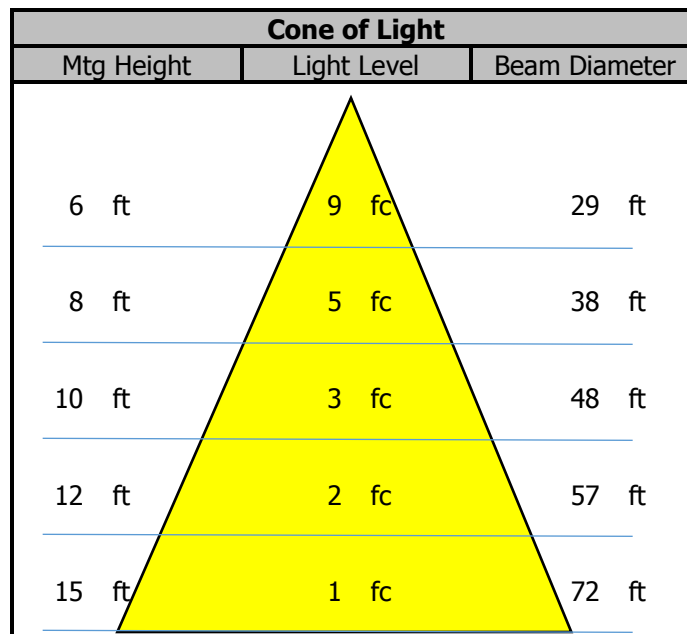 Cone of Light
Mtg Height Light Level Beam Diameter
6 ft 9 fc 29 ft
8 ft 5 fc 38 ft
10 ft 3 fc 48 ft
12 ft 2 fc 57 ft
15 ft 1 fc 72 ft